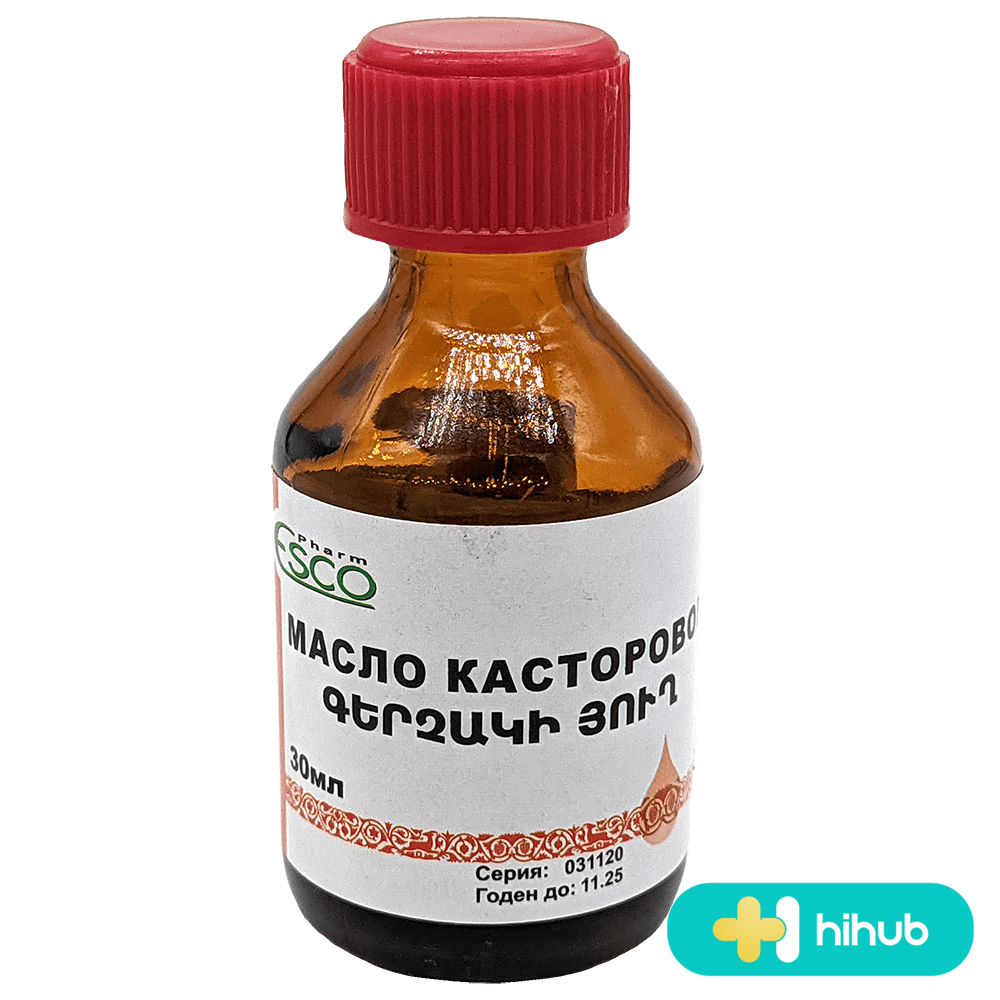 pharm
ESCO
МАСЛО КАСТОРОВО
ԳԵՐՉԱԿԻ ՅՈՒՂ
30мл
Серия: 031120
Годен до: 11.25
hihub